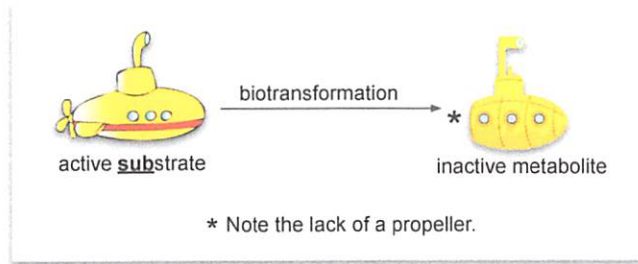 biotransformation
*
active substrate
inactive metabolite
* Note the lack of a propeller.